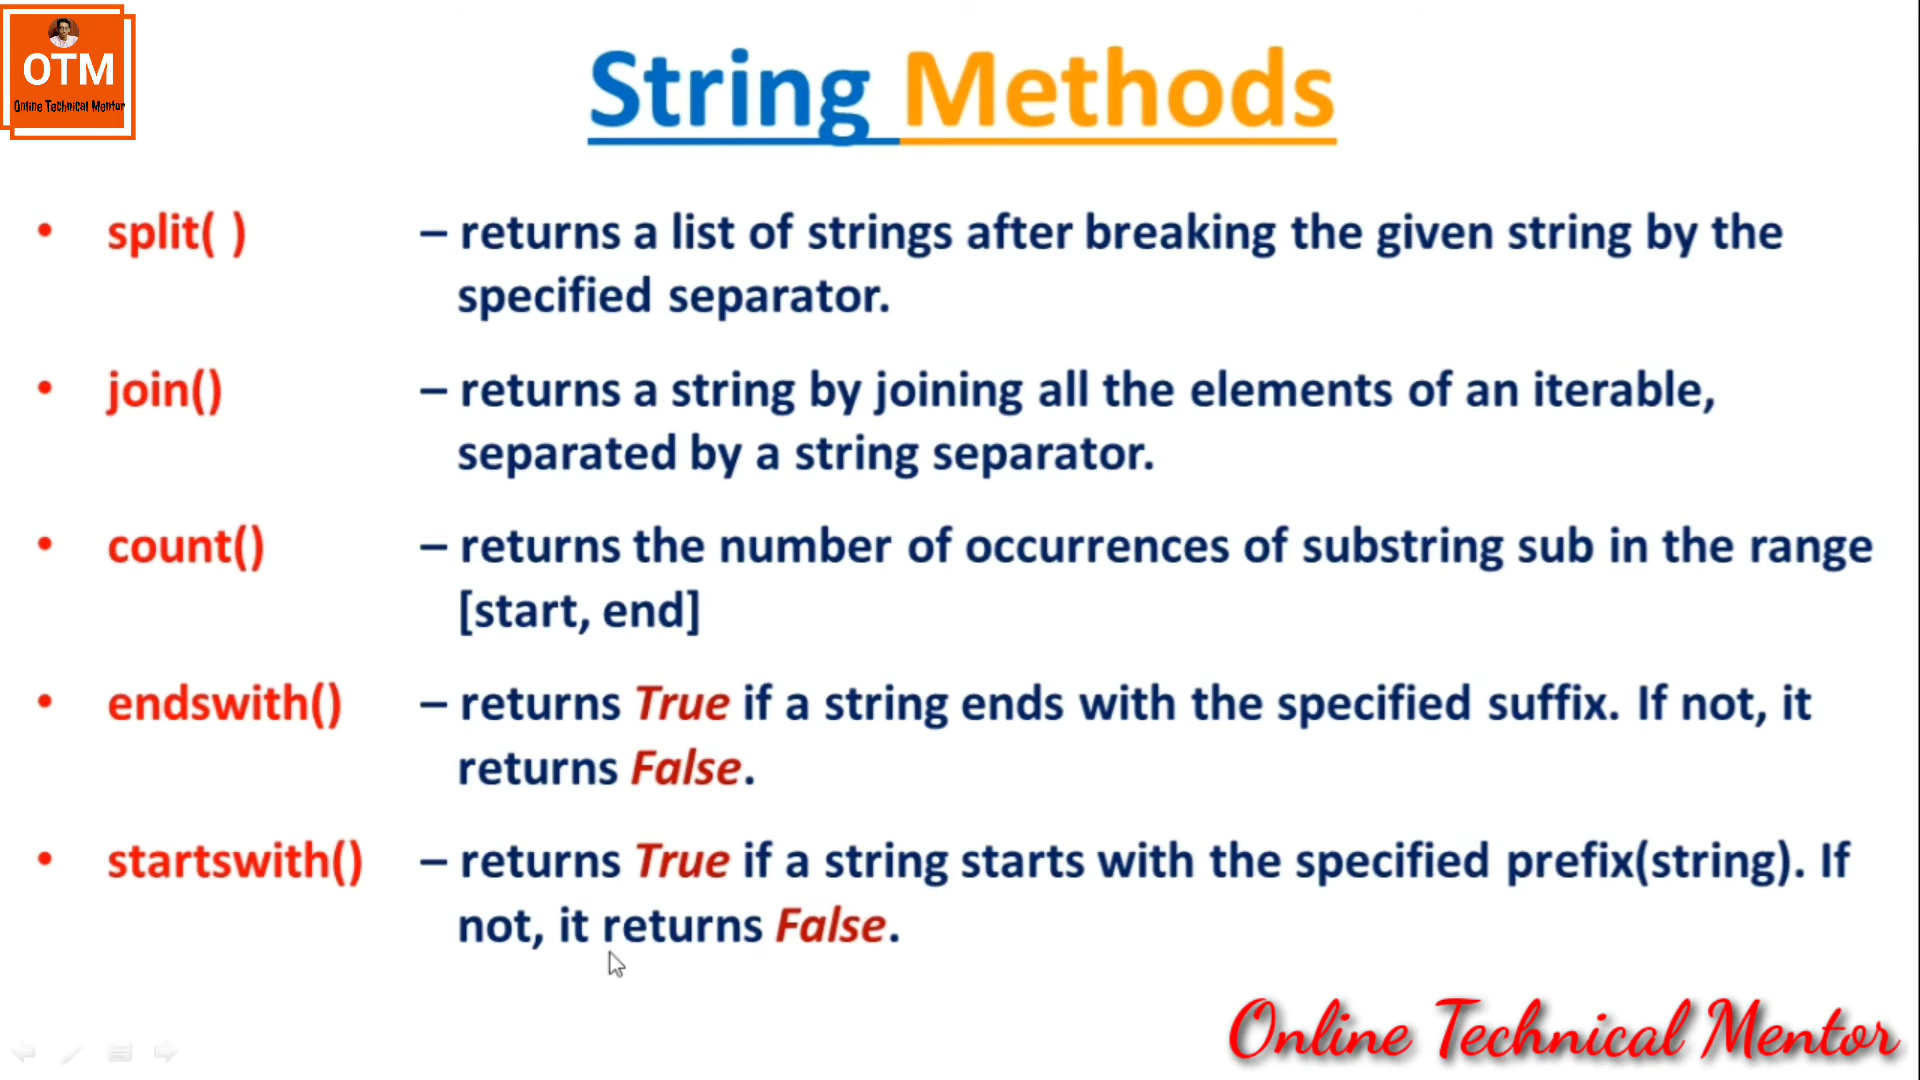 OTM
Online Technical Mentor
String Methods
• split( ) – returns a list of strings after breaking the given string by the
specified separator.
• join() – returns a string by joining all the elements of an iterable,
separated by a string separator.
• count() – returns the number of occurrences of substring sub in the range
[start, end]
• endswith() – returns True if a string ends with the specified suffix. If not, it
returns False.
• startswith() – returns True if a string starts with the specified prefix(string). If
not, it returns False.
Online Technical Mentor